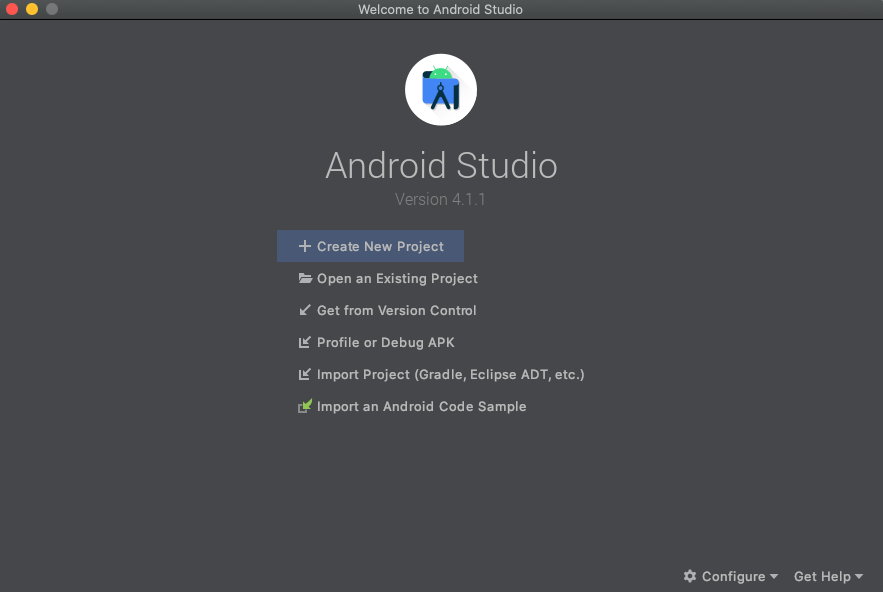 Welcome to Android Studio
Android Studio
Version 4.1.1
Create New Project
Open an Existing Project
Get from Version Control
Profile or Debug APK
Import Project (Gradle, Eclipse ADT, etc.)
Import an Android Code Sample
Configure Get Help